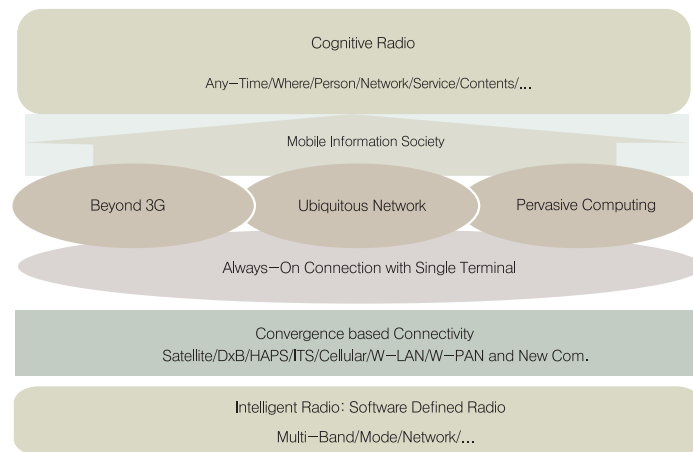 Cognitive Radio
Any-Time/Where/Person/Network/Service/Contents/...
Mobile Information Society
Beyond 3G
Ubiquitous Network
Pervasive Computing
Always-On Connection with Single Terminal
Convergence based Connectivity
Satellite/DxB/HAPS/ITS/Cellular/W-LAN/W-PAN and New Com.
Intelligent Radio: Software Defined Radio
Multi-Band/Mode/Network/...